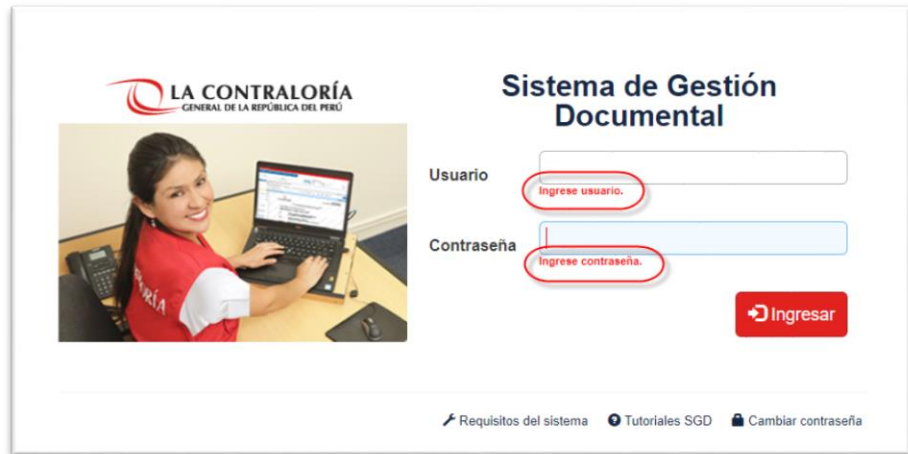 LA CONTRALORÍA
GENERAL DE LA REPÚBLICA DEL PERÚ
Sistema de Gestión
Documental
Usuario
Ingrese usuario.
Contraseña
Ingrese contraseña.
Ingresar
Requisitos del sistema Tutoriales SGD Cambiar contraseña